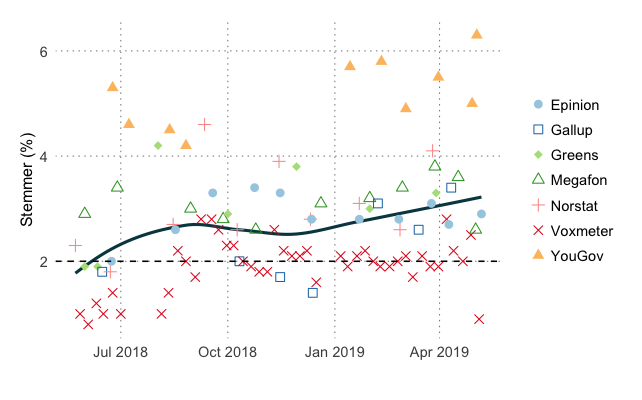 Stemmer (%)
6
4
2
Jul 2018
Oct 2018
Jan 2019
Apr 2019
Epinion
Gallup
Greens
Megafon
Norstat
Voxmeter
YouGov